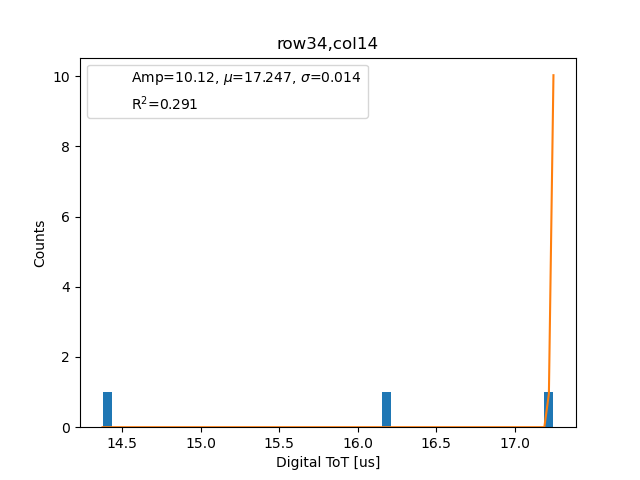 row34,col14
Amp=10.12, μ=17.247, σ=0.014
R²=0.291
Counts
10
8
6
4
2
0
14.5 15.0 15.5 16.0 16.5 17.0
Digital ToT [us]